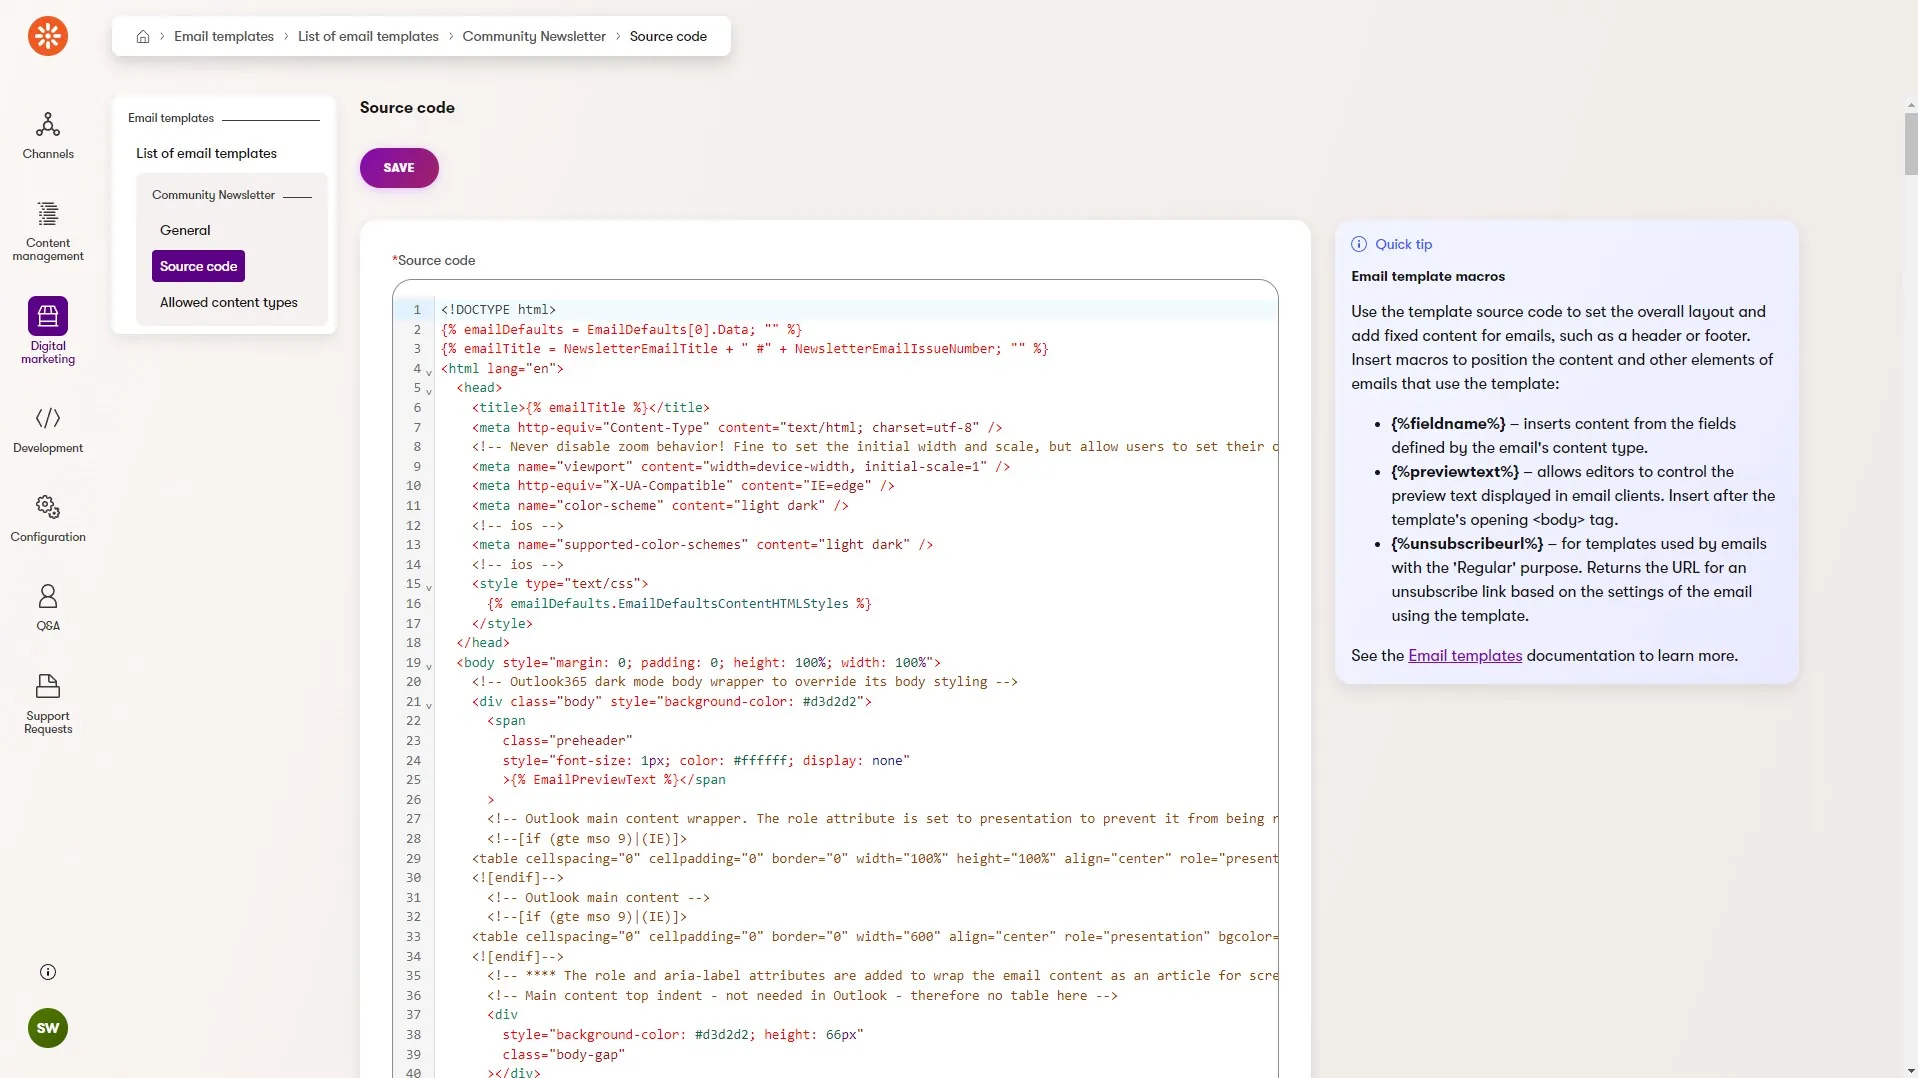 Email templates
List of email templates
Community Newsletter
Source code
Channels
Content
management
Digital
marketing
Development
Configuration
Q&A
Support
Requests
SW
Email templates
List of email templates
Community Newsletter
General
Source code
Allowed content types
Source code
SAVE
*Source code
1 <!DOCTYPE html>
2 {% emailDefaults = EmailDefaults[0].Data; "" %}
3 {% emailTitle = NewsletterEmailTitle + " #" + NewsletterEmailIssueNumber; "" %}
4 <html lang="en">
5 <head>
6 <title>{% emailTitle %}</title>
7 <meta http-equiv="Content-Type" content="text/html; charset=utf-8" />
8 <!-- Never disable zoom behavior! Fine to set the initial width and scale, but allow users to set their
9 <meta name="viewport" content="width=device-width, initial-scale=1" />
10 <meta http-equiv="X-UA-Compatible" content="IE=edge" />
11 <meta name="color-scheme" content="light dark" />
12 <!-- ios -->
13 <meta name="supported-color-schemes" content="light dark" />
14 <!-- ios -->
15 <style type="text/css">
16 {% emailDefaults.EmailDefaultsContentHTMLStyles %}
17 </style>
18 </head>
19 <body style="margin: 0; padding: 0; height: 100%; width: 100%">
20 <!-- Outlook365 dark mode body wrapper to override its body styling -->
21 <div class="body" style="background-color: #d3d2d2">
22 <span
23 class="preheader"
24 style="font-size: 1px; color: #ffffff; display: none"
25 >{% EmailPreviewText %}</span
26 >
27 <!-- Outlook main content wrapper. The role attribute is set to presentation to prevent it from being
28 <!--[if (gte mso 9)|(IE)]>
29 <table cellspacing="0" cellpadding="0" border="0" width="100%" height="100%" align="center" role="present
30 <![endif]-->
31 <!-- Outlook main content -->
32 <!--[if (gte mso 9)|(IE)]>
33 <table cellspacing="0" cellpadding="0" border="0" width="600" align="center" role="presentation" bgcolor=
34 <![endif]-->
35 <!-- **** The role and aria-label attributes are added to wrap the email content as an article for scre
36 <!-- Main content top indent - not needed in Outlook - therefore no table here -->
37 <div
38 style="background-color: #d3d2d2; height: 66px"
39 class="body-gap"
40 ></div>
Quick tip
Email template macros
Use the template source code to set the overall layout and
add fixed content for emails, such as a header or footer.
Insert macros to position the content and other elements of
emails that use the template:
• {%fieldname%} – inserts content from the fields
defined by the email's content type.
• {%previewtext%} – allows editors to control the
preview text displayed in email clients. Insert after the
template's opening <body> tag.
• {%unsubscribeurl%} – for templates used by emails
with the 'Regular' purpose. Returns the URL for an
unsubscribe link based on the settings of the email
using the template.
See the Email templates documentation to learn more.